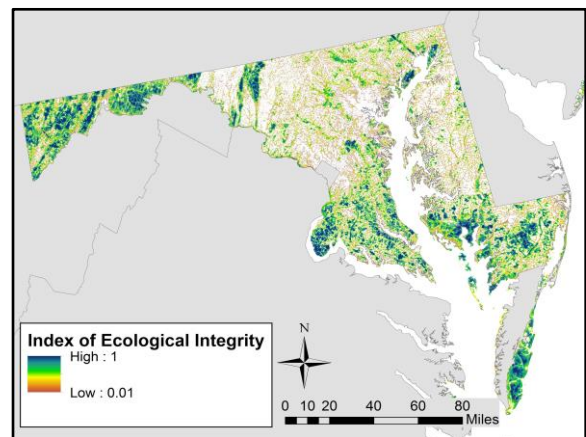 Index of Ecological Integrity
High : 1
Low : 0.01
N
0 10 20 40 60 80
Miles